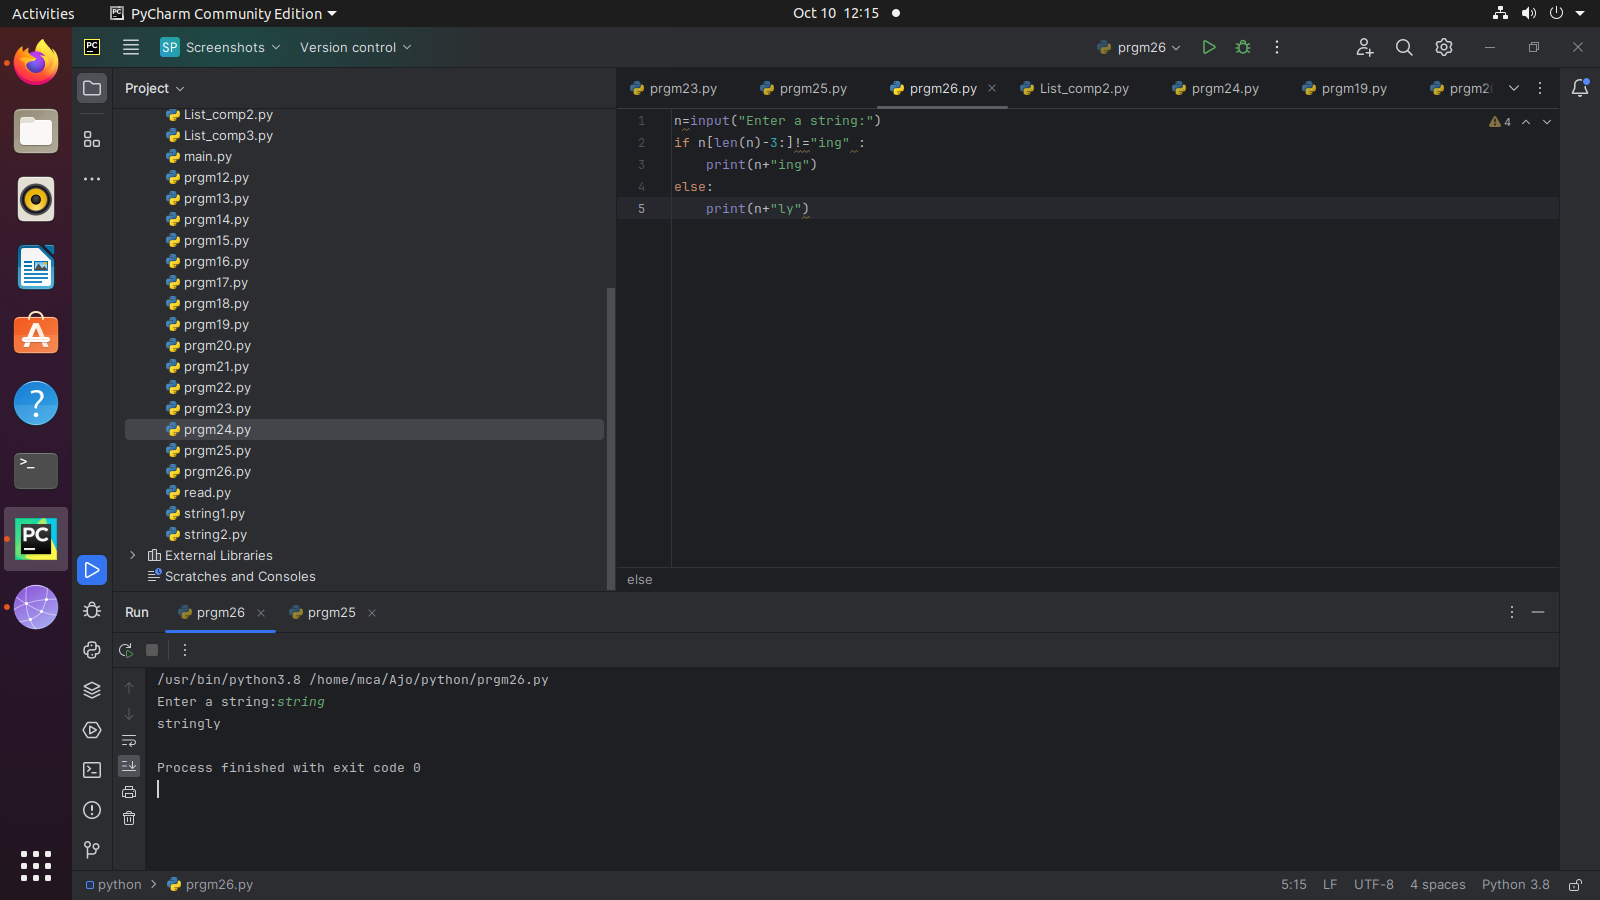 Activities PyCharm Community Edition Oct 10 12:15
PC SP Screenshots Version control prgm26
Project prgm23.py prgm25.py prgm26.py List_comp2.py prgm24.py prgm19.py prgm2
List_comp2.py
List_comp3.py
main.py
prgm12.py
prgm13.py
prgm14.py
prgm15.py
prgm16.py
prgm17.py
prgm18.py
prgm19.py
prgm20.py
prgm21.py
prgm22.py
prgm23.py
prgm24.py
prgm25.py
prgm26.py
read.py
string1.py
string2.py
External Libraries
Scratches and Consoles
1 n=input("Enter a string:") 4
2 if n[len(n)-3:]!="ing" :
3 print(n+"ing")
4 else:
5 print(n+"ly")
else
PC
Run prgm26 prgm25
/usr/bin/python3.8 /home/mca/Ajo/python/prgm26.py
Enter a string:string
stringly
Process finished with exit code 0
python prgm26.py 5:15 LF UTF-8 4 spaces Python 3.8